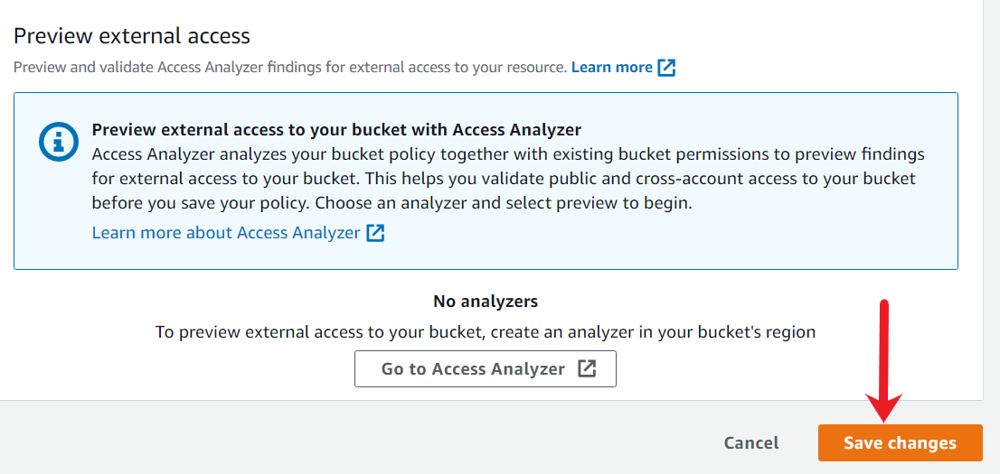 Preview external access
Preview and validate Access Analyzer findings for external access to your resource. Learn more
Preview external access to your bucket with Access Analyzer
Access Analyzer analyzes your bucket policy together with existing bucket permissions to preview findings
for external access to your bucket. This helps you validate public and cross-account access to your bucket
before you save your policy. Choose an analyzer and select preview to begin.
Learn more about Access Analyzer
No analyzers
To preview external access to your bucket, create an analyzer in your bucket's region
Go to Access Analyzer
Cancel
Save changes